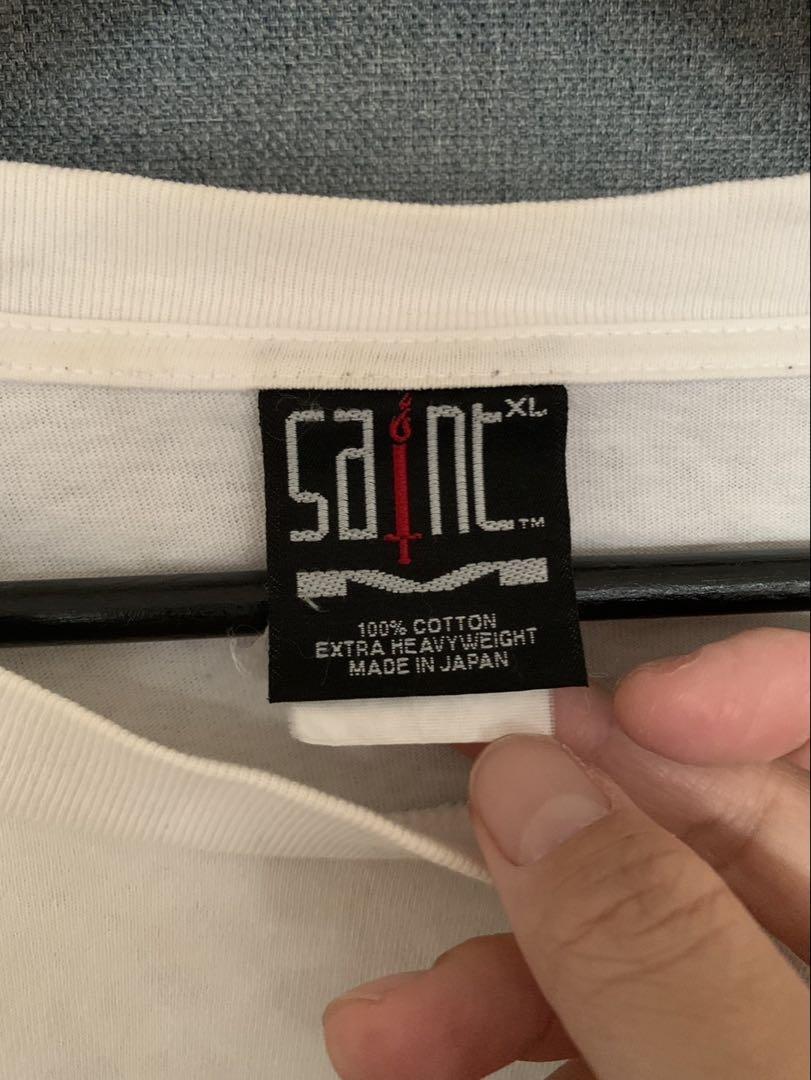 saint XL
TM
100% COTTON
EXTRA HEAVYWEIGHT
MADE IN JAPAN